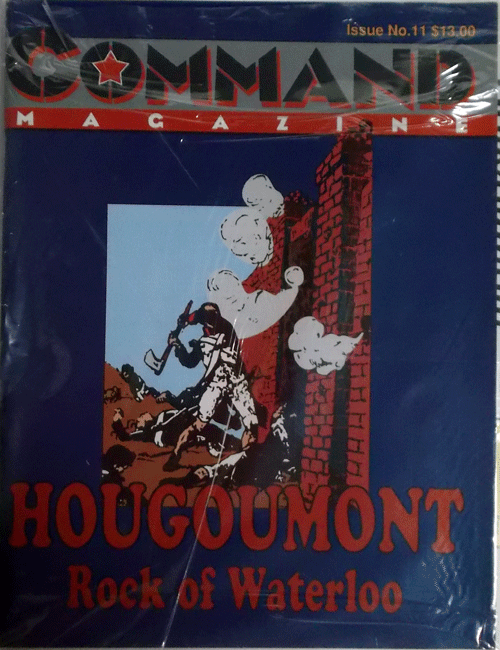 Issue No.11 $13.00
COMMAND
MAGAZINE
HOUGOUMONT
Rock of Waterloo